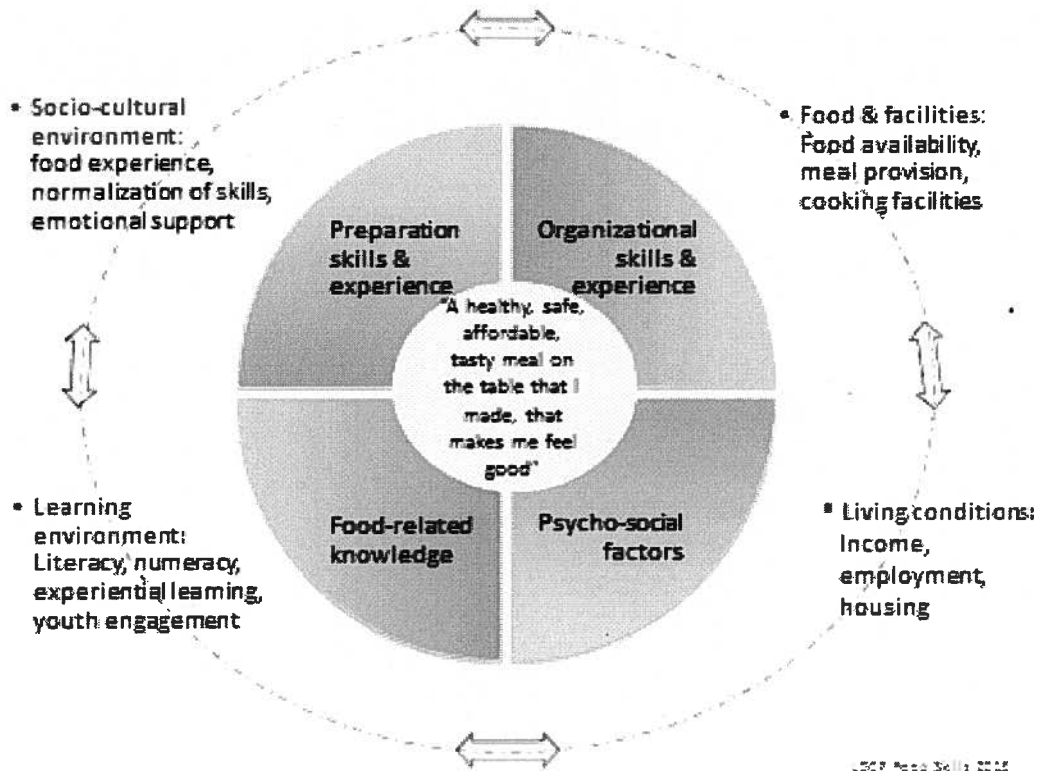 • Socio-cultural
environment:
food experience,
normalization of skills,
emotional support
• Food & facilities:
Food availability,
meal provision,
cooking facilities
Preparation
skills &
experience
Organizational
skills &
experience
"A healthy, safe,
affordable,
tasty meal on
the table that I
made, that
makes me feel
good"
• Learning
environment:
Literacy, numeracy,
experiential learning,
youth engagement
Food-related
knowledge
Psycho-social
factors
• Living conditions:
Income,
employment,
housing
Food Skills